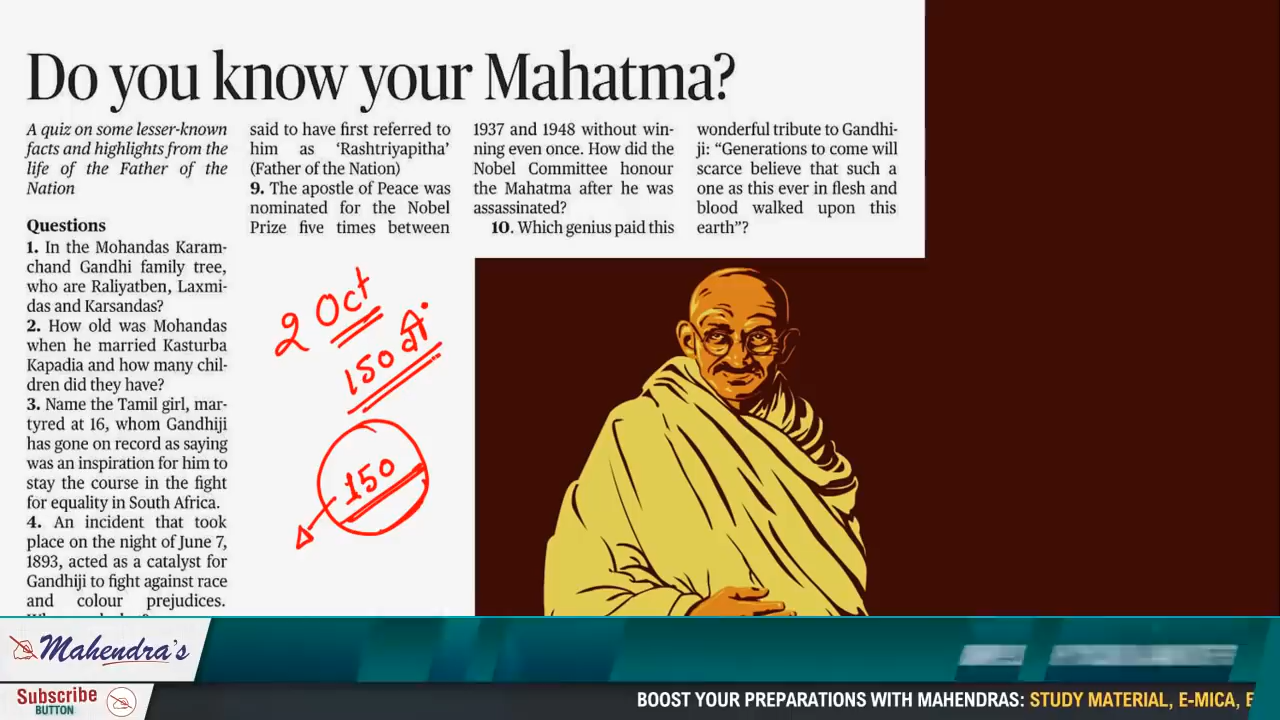 Do you know your Mahatma?
A quiz on some lesser-known
facts and highlights from the
life of the Father of the
Nation
Questions
1. In the Mohandas Karam-
chand Gandhi family tree,
who are Raliyatben, Laxmi-
das and Karsandas?
2. How old was Mohandas
when he married Kasturba
Kapadia and how many chil-
dren did they have?
3. Name the Tamil girl, mar-
tyred at 16, whom Gandhiji
has gone on record as saying
was an inspiration for him to
stay the course in the fight
for equality in South Africa.
4. An incident that took
place on the night of June 7,
1893, acted as a catalyst for
Gandhiji to fight against race
and colour prejudices.
said to have first referred to
him as ‘Rashtriyapitha’
(Father of the Nation)
9. The apostle of Peace was
nominated for the Nobel
Prize five times between
1937 and 1948 without win-
ning even once. How did the
Nobel Committee honour
the Mahatma after he was
assassinated?
10. Which genius paid this
wonderful tribute to Gandhi-
ji: “Generations to come will
scarce believe that such a
one as this ever in flesh and
blood walked upon this
earth”?
2 Oct
150 वीं
150
Mahendra's
Subscribe
BUTTON
BOOST YOUR PREPARATIONS WITH MAHENDRAS: STUDY MATERIAL, E-MICA, E